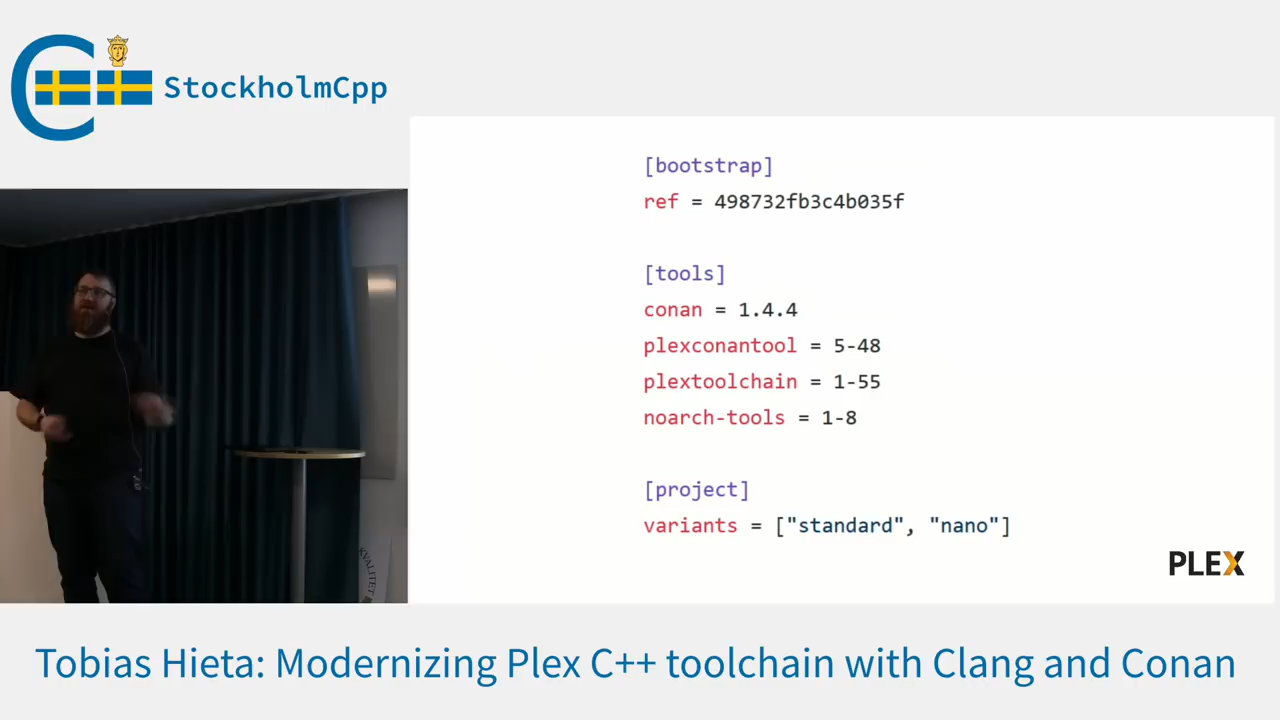 StockholmCpp
[bootstrap]
ref = 498732fb3c4b035f
[tools]
conan = 1.4.4
plexconantool = 5-48
plextoolchain = 1-55
noarch-tools = 1-8
[project]
variants = ["standard", "nano"]
PLEX
KVALITET
Tobias Hieta: Modernizing Plex C++ toolchain with Clang and Conan